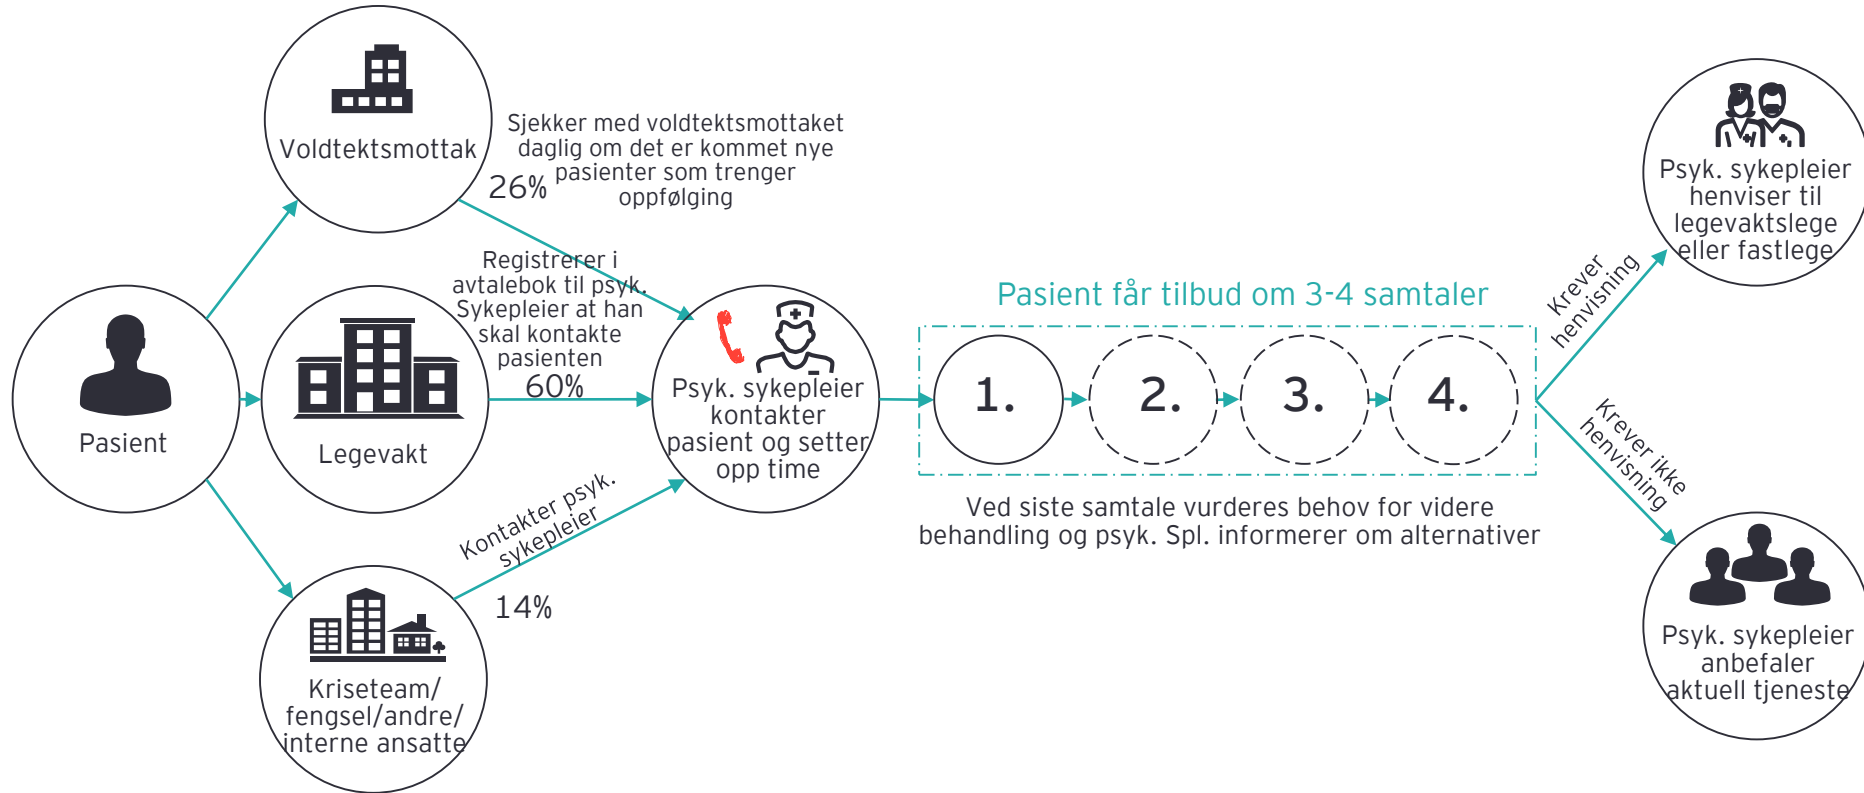 Pasient
Voldtektsmottak
Sjekker med voldtektsmottaket
daglig om det er kommet nye
pasienter som trenger
oppfølging
26%
Legevakt
Registrerer i
avtalebok til psyk.
Sykepleier at han
skal kontakte
pasienten
60%
Kriseteam/
fengsel/andre/
interne ansatte
Kontakter psyk.
sykepleier
14%
Psyk. sykepleier
kontakter
pasient og setter
opp time
Pasient får tilbud om 3-4 samtaler
1.
2.
3.
4.
Ved siste samtale vurderes behov for videre
behandling og psyk. Spl. informerer om alternativer
Krever
henvisning
Psyk. sykepleier
henviser til
legevaktslege
eller fastlege
Krever ikke
henvisning
Psyk. sykepleier
anbefaler
aktuell tjeneste